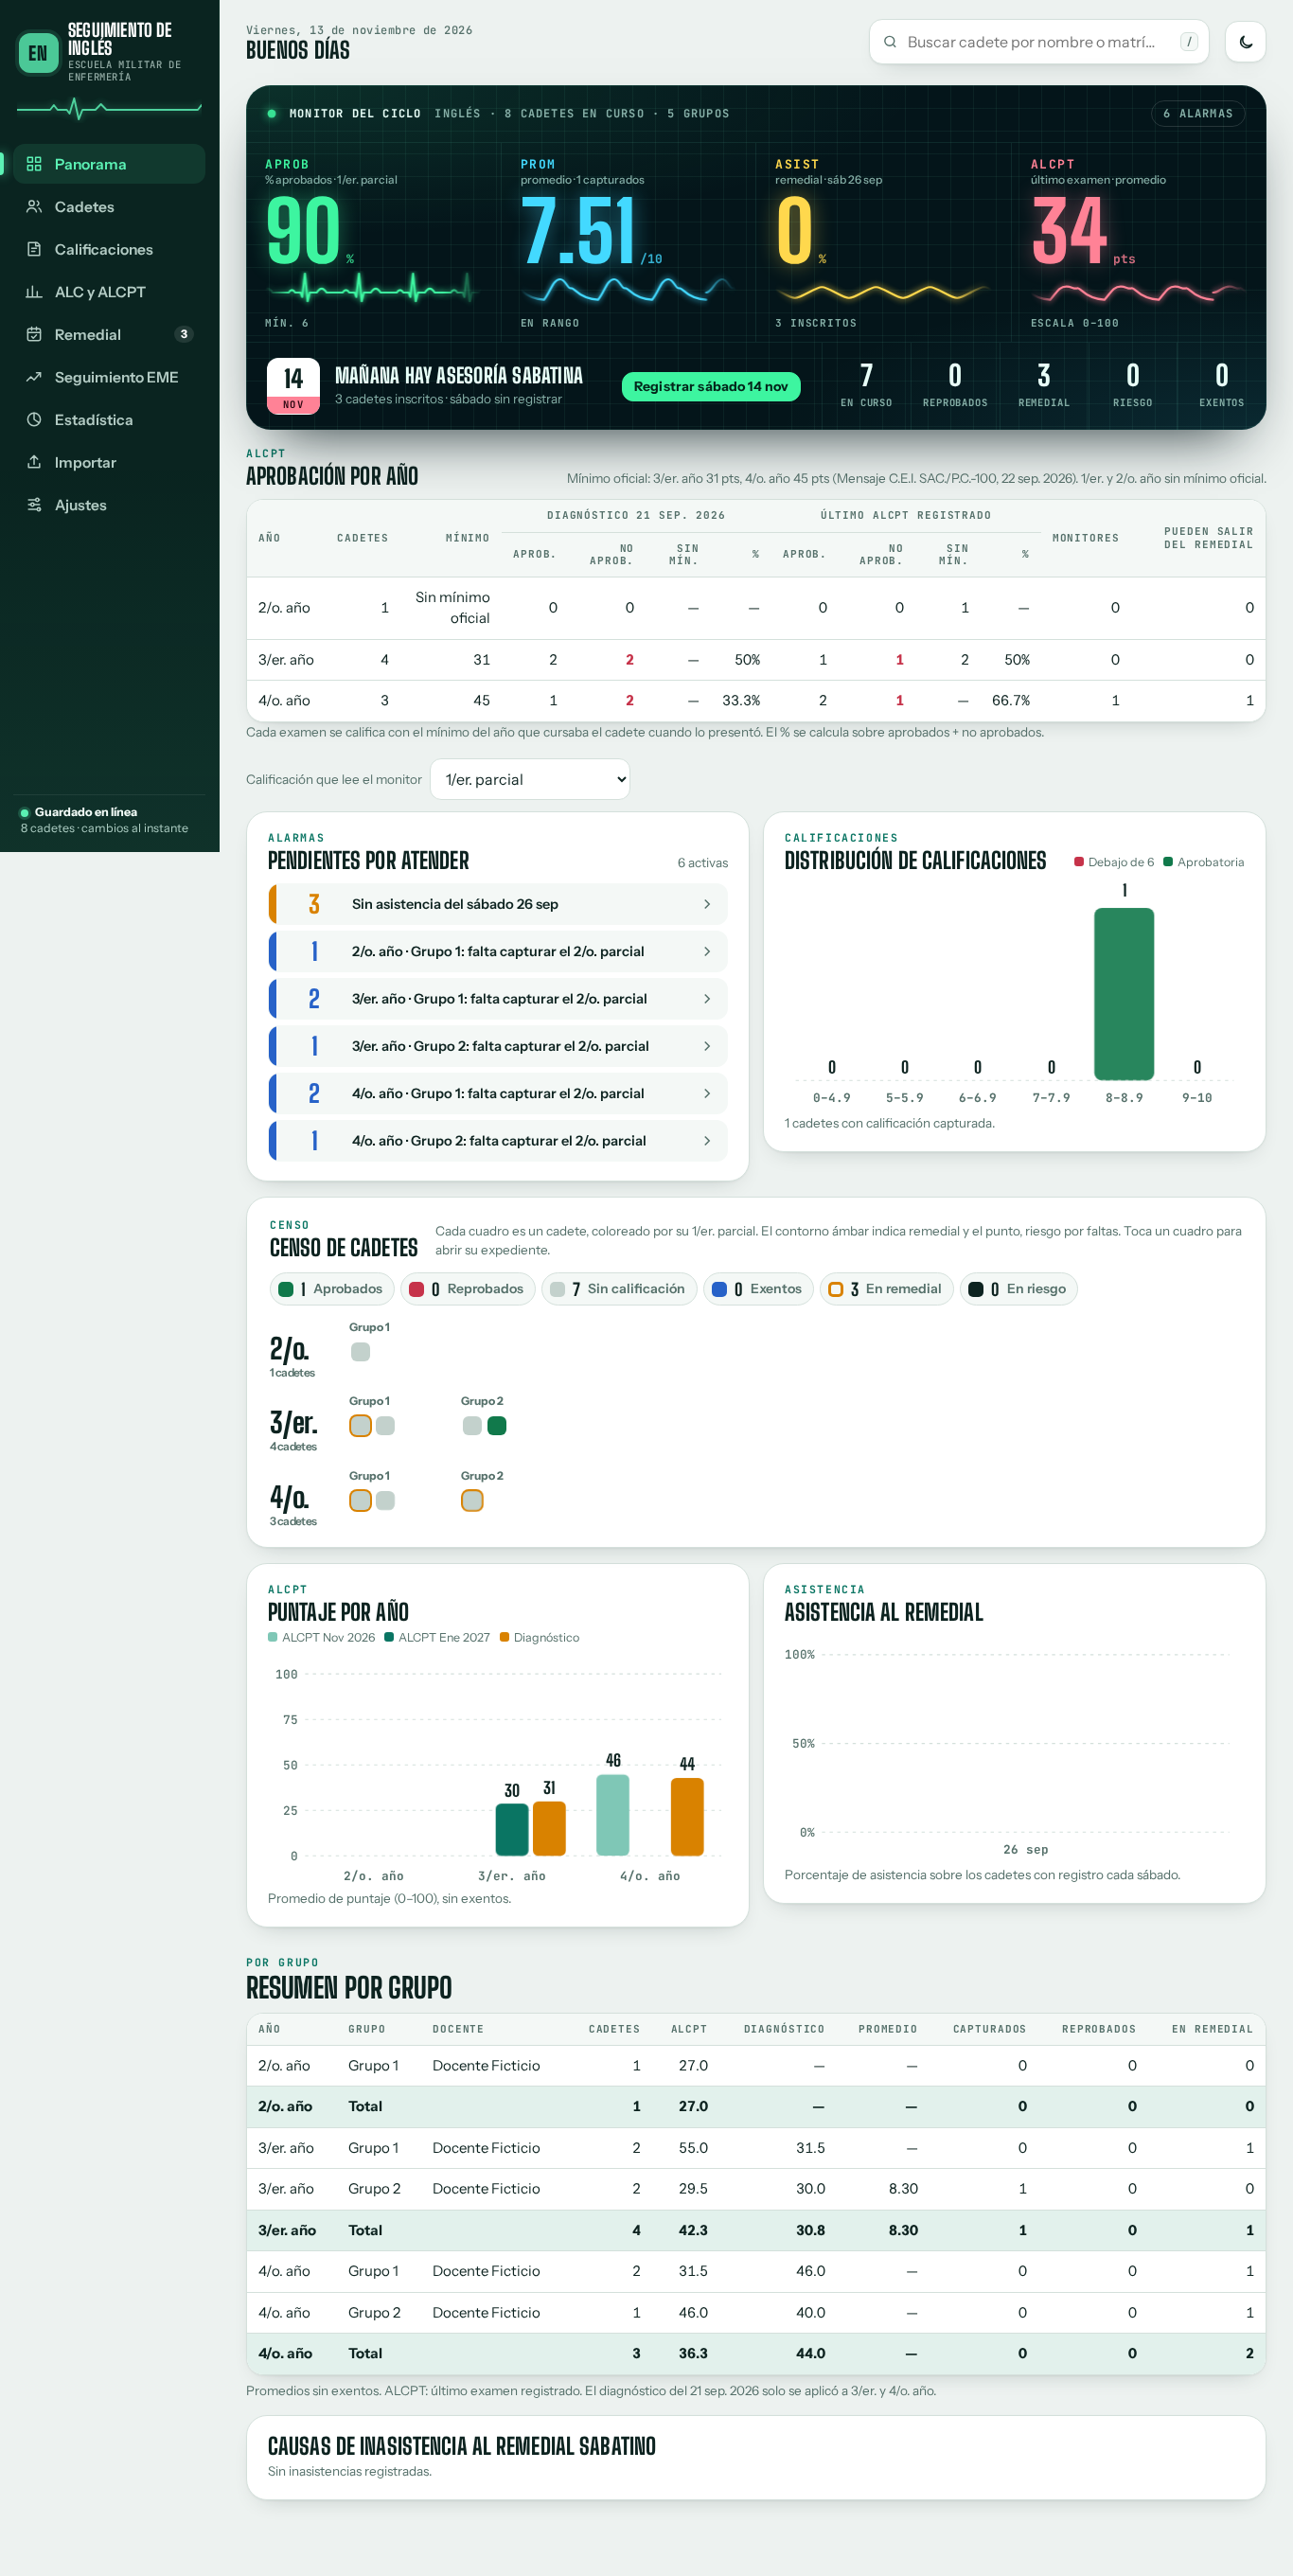 EN
SEGUIMIENTO DE
INGLÉS
ESCUELA MILITAR DE
ENFERMERÍA
Panorama
Cadetes
Calificaciones
ALC y ALCPT
Remedial 3
Seguimiento EME
Estadística
Importar
Ajustes
Guardado en línea
8 cadetes · cambios al instante
Viernes, 13 de noviembre de 2026
BUENOS DÍAS
Buscar cadete por nombre o matrí... /
MONITOR DEL CICLO INGLÉS · 8 CADETES EN CURSO · 5 GRUPOS 6 ALARMAS
APROB
% aprobados · 1/er. parcial
90 %
MÍN. 6
PROM
promedio · 1 capturados
7.51 /10
EN RANGO
ASIST
remedial · sáb 26 sep
0 %
3 INSCRITOS
ALCPT
último examen · promedio
34 pts
ESCALA 0–100
14
NOV
MAÑANA HAY ASESORÍA SABATINA
3 cadetes inscritos · sábado sin registrar
Registrar sábado 14 nov
7 EN CURSO
0 REPROBADOS
3 REMEDIAL
0 RIESGO
0 EXENTOS
ALCPT
APROBACIÓN POR AÑO
Mínimo oficial: 3/er. año 31 pts, 4/o. año 45 pts (Mensaje C.E.I. SAC./P.C.-100, 22 sep. 2026). 1/er. y 2/o. año sin mínimo oficial.
AÑO CADETES MÍNIMO DIAGNÓSTICO 21 SEP. 2026 ÚLTIMO ALCPT REGISTRADO MONITORES PUEDEN SALIR DEL REMEDIAL
APROB. NO APROB. SIN MÍN. % APROB. NO APROB. SIN MÍN. %
2/o. año 1 Sin mínimo oficial 0 0 — — 0 0 1 — 0 0
3/er. año 4 31 2 2 — 50% 1 1 2 50% 0 0
4/o. año 3 45 1 2 — 33.3% 2 1 — 66.7% 1 1
Cada examen se califica con el mínimo del año que cursaba el cadete cuando lo presentó. El % se calcula sobre aprobados + no aprobados.
Calificación que lee el monitor 1/er. parcial
ALARMAS
PENDIENTES POR ATENDER 6 activas
3 Sin asistencia del sábado 26 sep
1 2/o. año · Grupo 1: falta capturar el 2/o. parcial
2 3/er. año · Grupo 1: falta capturar el 2/o. parcial
1 3/er. año · Grupo 2: falta capturar el 2/o. parcial
2 4/o. año · Grupo 1: falta capturar el 2/o. parcial
1 4/o. año · Grupo 2: falta capturar el 2/o. parcial
CALIFICACIONES
DISTRIBUCIÓN DE CALIFICACIONES Debajo de 6 Aprobatoria
0 0 0 0 1 0
0–4.9 5–5.9 6–6.9 7–7.9 8–8.9 9–10
1 cadetes con calificación capturada.
CENSO
CENSO DE CADETES
Cada cuadro es un cadete, coloreado por su 1/er. parcial. El contorno ámbar indica remedial y el punto, riesgo por faltas. Toca un cuadro para
abrir su expediente.
1 Aprobados 0 Reprobados 7 Sin calificación 0 Exentos 3 En remedial 0 En riesgo
2/o.
1 cadetes
Grupo 1
3/er.
4 cadetes
Grupo 1 Grupo 2
4/o.
3 cadetes
Grupo 1 Grupo 2
ALCPT
PUNTAJE POR AÑO
ALCPT Nov 2026 ALCPT Ene 2027 Diagnóstico
100
75
50
25
0
30 31 46 44
2/o. año 3/er. año 4/o. año
Promedio de puntaje (0–100), sin exentos.
ASISTENCIA
ASISTENCIA AL REMEDIAL
100%
50%
0%
26 sep
Porcentaje de asistencia sobre los cadetes con registro cada sábado.
POR GRUPO
RESUMEN POR GRUPO
AÑO GRUPO DOCENTE CADETES ALCPT DIAGNÓSTICO PROMEDIO CAPTURADOS REPROBADOS EN REMEDIAL
2/o. año Grupo 1 Docente Ficticio 1 27.0 — — 0 0 0
2/o. año Total 1 27.0 — — 0 0 0
3/er. año Grupo 1 Docente Ficticio 2 55.0 31.5 — 0 0 1
3/er. año Grupo 2 Docente Ficticio 2 29.5 30.0 8.30 1 0 0
3/er. año Total 4 42.3 30.8 8.30 1 0 1
4/o. año Grupo 1 Docente Ficticio 2 31.5 46.0 — 0 0 1
4/o. año Grupo 2 Docente Ficticio 1 46.0 40.0 — 0 0 1
4/o. año Total 3 36.3 44.0 — 0 0 2
Promedios sin exentos. ALCPT: último examen registrado. El diagnóstico del 21 sep. 2026 solo se aplicó a 3/er. y 4/o. año.
CAUSAS DE INASISTENCIA AL REMEDIAL SABATINO
Sin inasistencias registradas.